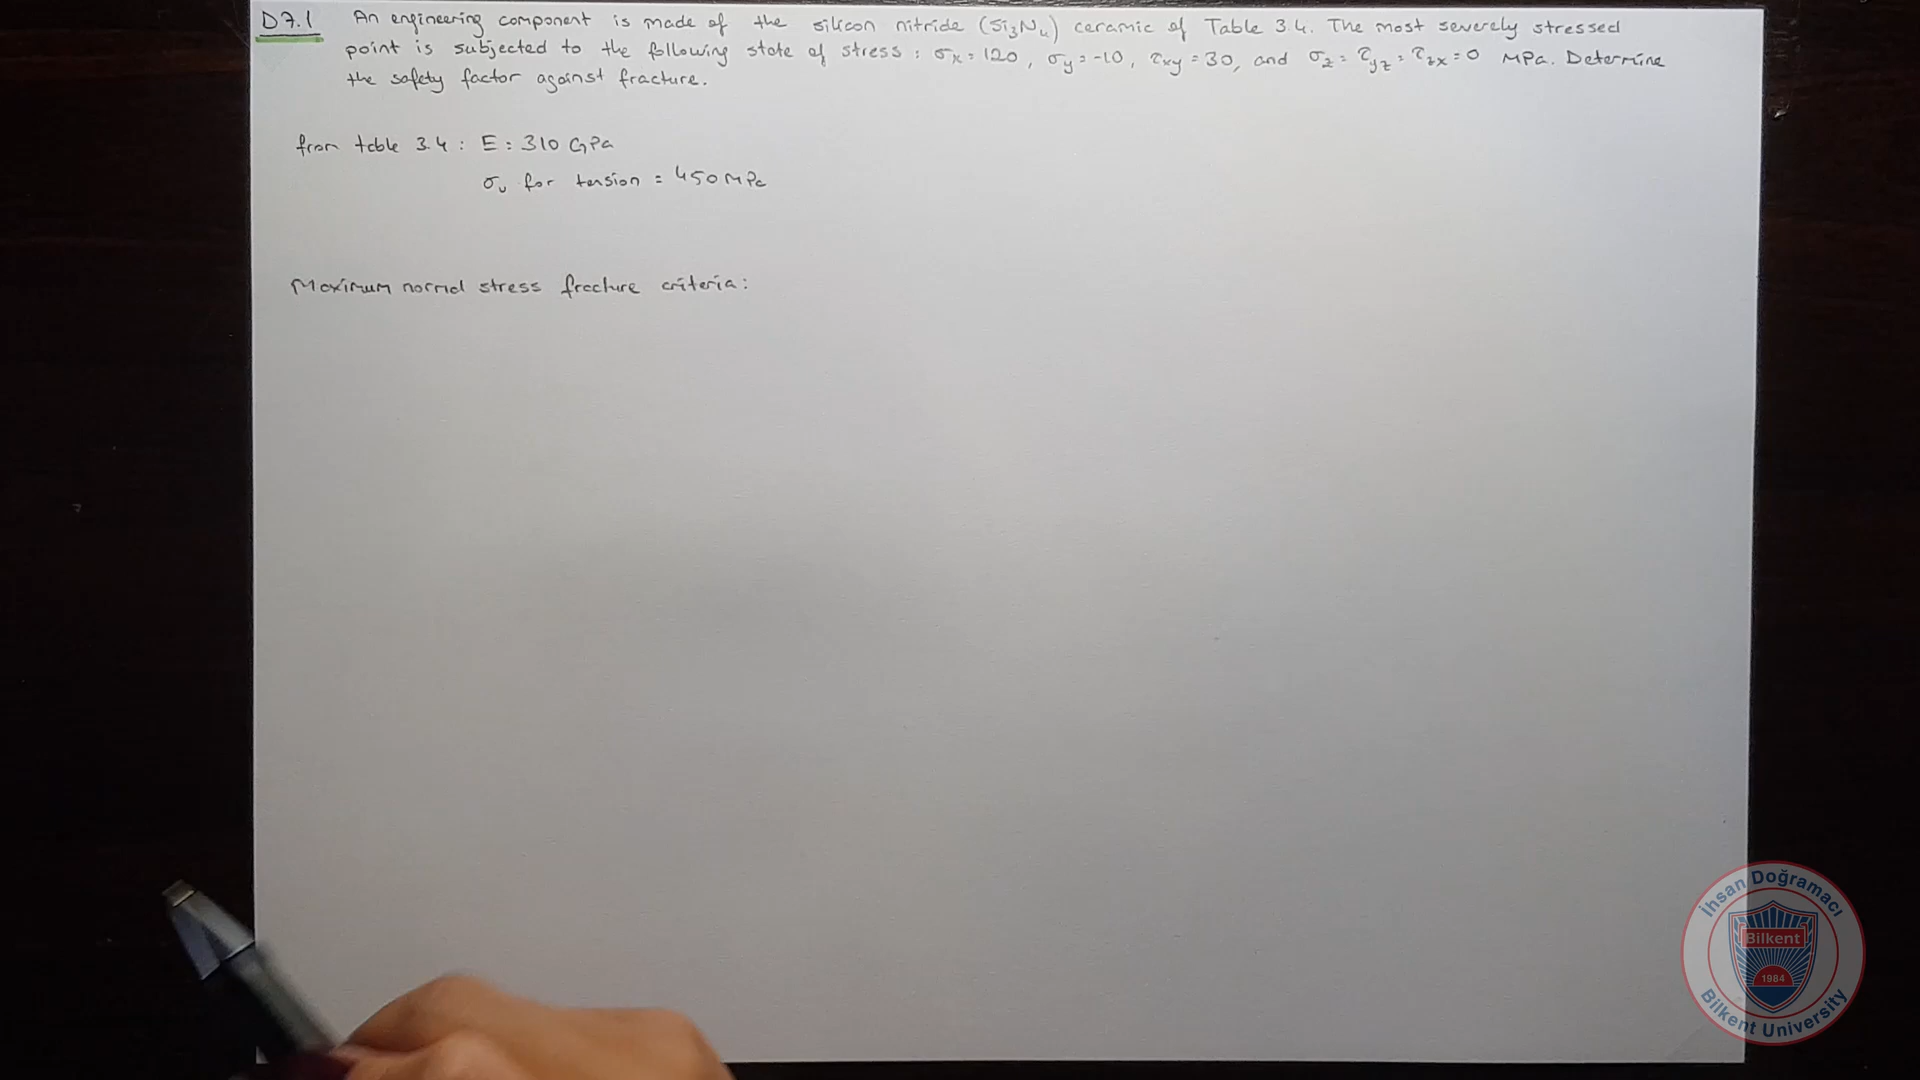 D7.1 An engineering component is made of the silicon nitride (Si3N4) ceramic of Table 3.4. The most severely stressed
point is subjected to the following state of stress : σx = 120 , σy = -10 , τxy = 30, and σz = τyz = τzx = 0 MPa. Determine
the safety factor against fracture.
from table 3.4 : E : 310 GPa
σu for tension = 450 MPa
Maximum normal stress fracture criteria :
İhsan Doğramacı
Bilkent
1984
Bilkent University